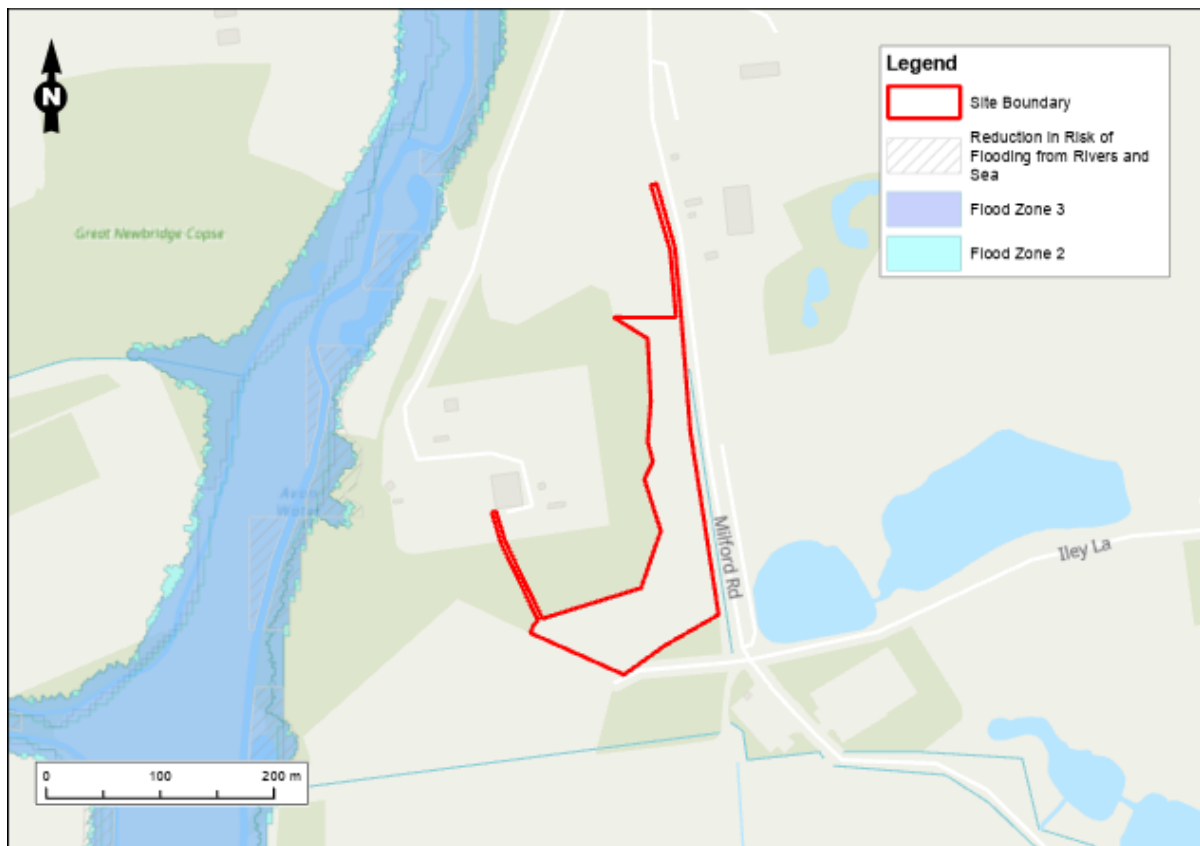 N
Legend
Site Boundary
Reduction in Risk of
Flooding from Rivers and
Sea
Flood Zone 3
Flood Zone 2
Great Newbridge Copse
Avon
Water
Milford Rd
Iley La
0 100 200 m